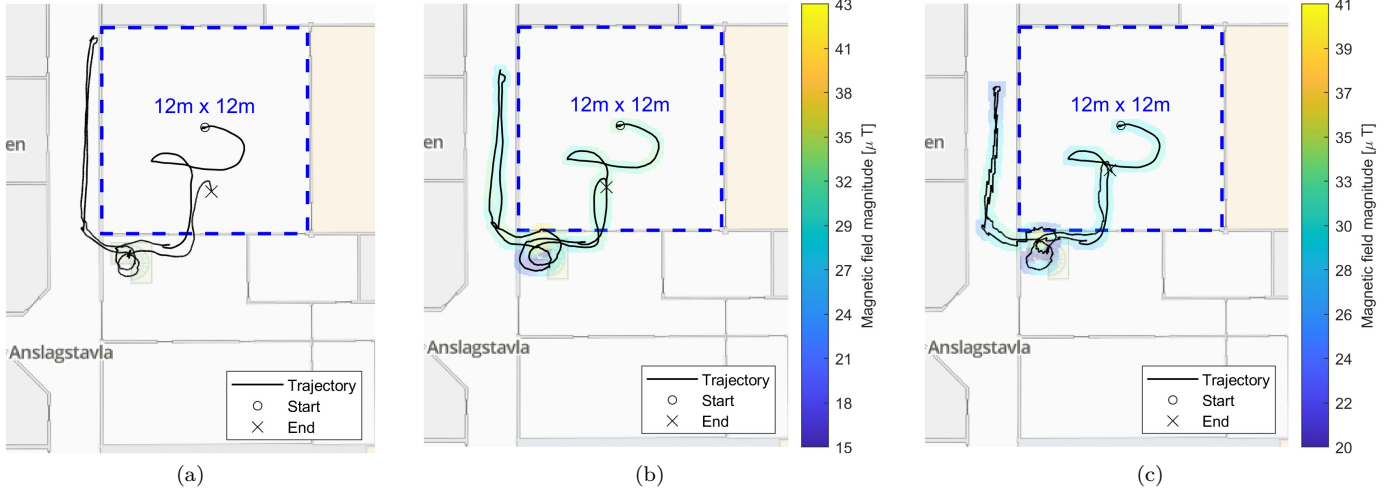 12m x 12m
en
Anslagstavla
Trajectory
Start
End
(a)
12m x 12m
en
Anslagstavla
Trajectory
Start
End
43
41
38
35
32
29
27
24
21
18
15
Magnetic field magnitude [μ T]
(b)
12m x 12m
en
Anslagstavla
Trajectory
Start
End
41
39
37
35
32
30
28
26
24
22
20
Magnetic field magnitude [μ T]
(c)